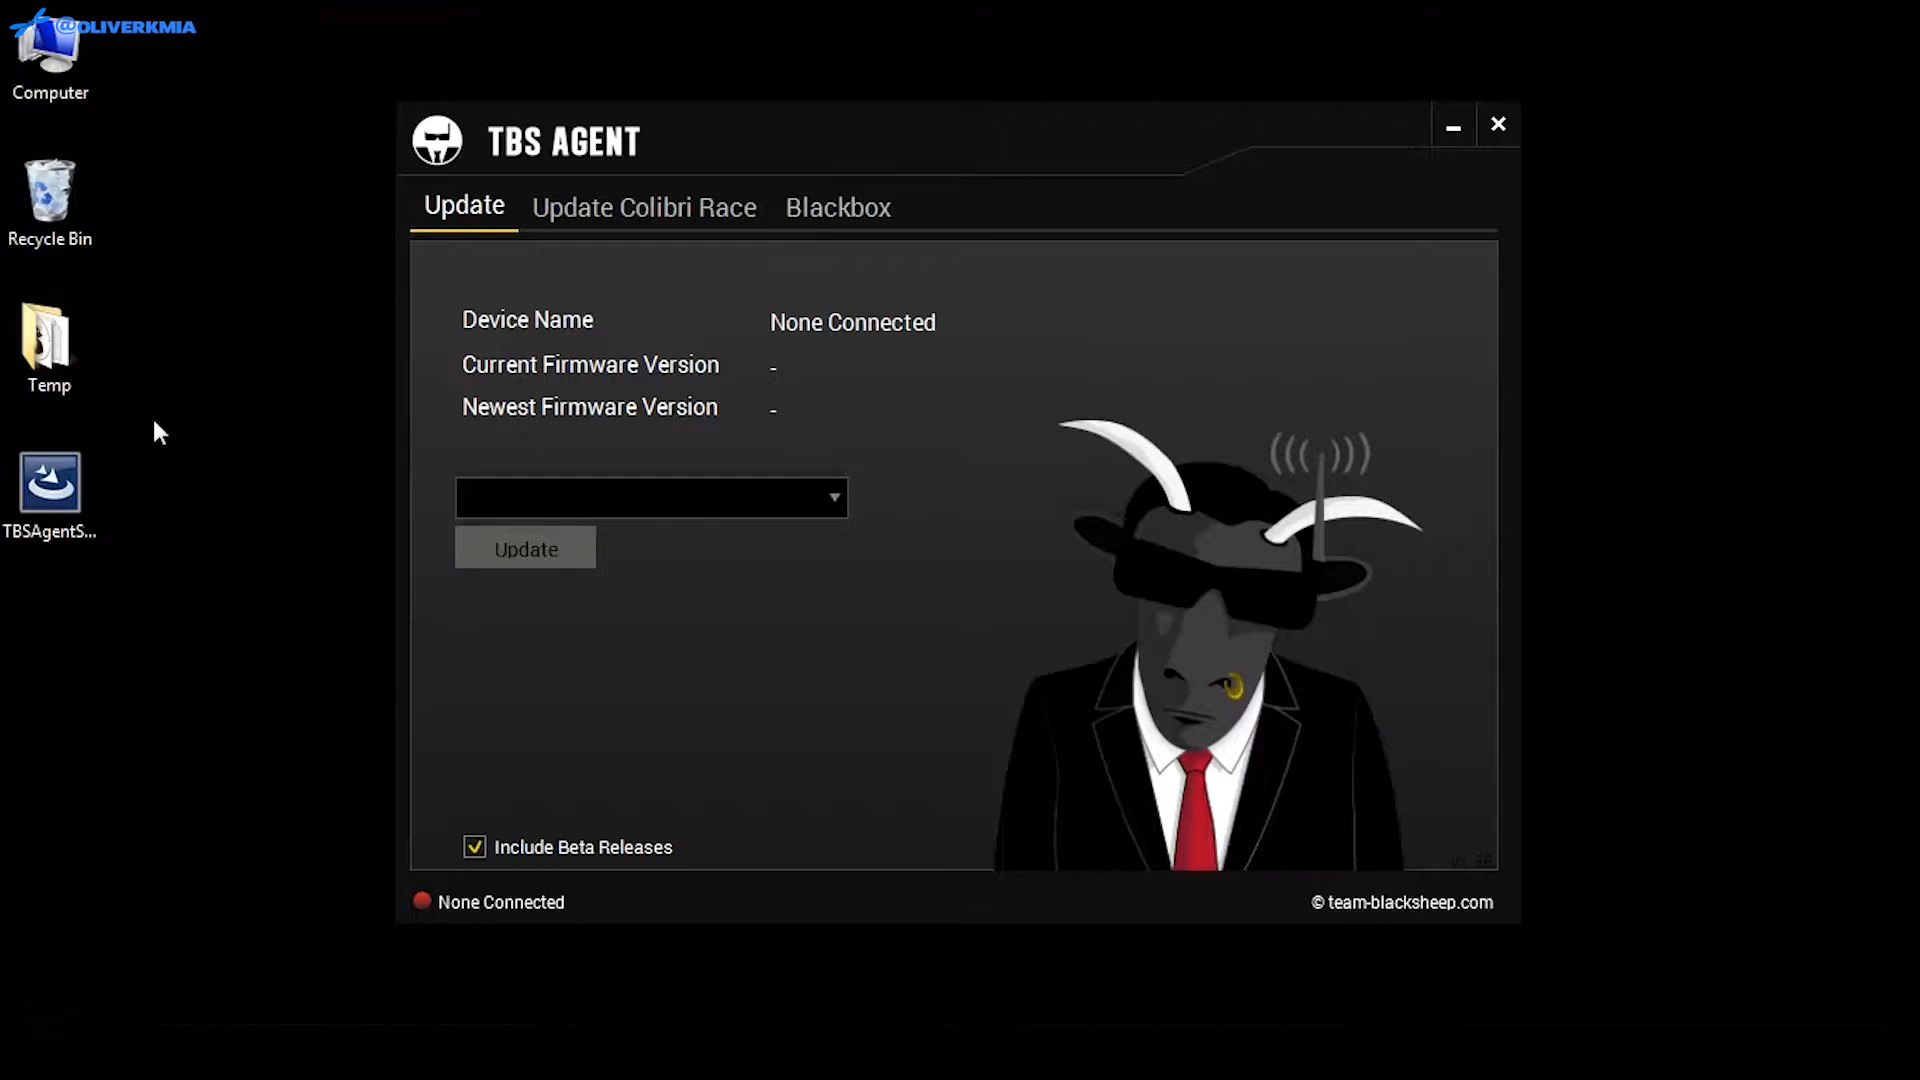 @OLIVERKMIA
Computer
Recycle Bin
Temp
TBSAgentS...
TBS AGENT
Update Update Colibri Race Blackbox
Device Name None Connected
Current Firmware Version -
Newest Firmware Version -
Update
Include Beta Releases
None Connected
© team-blacksheep.com